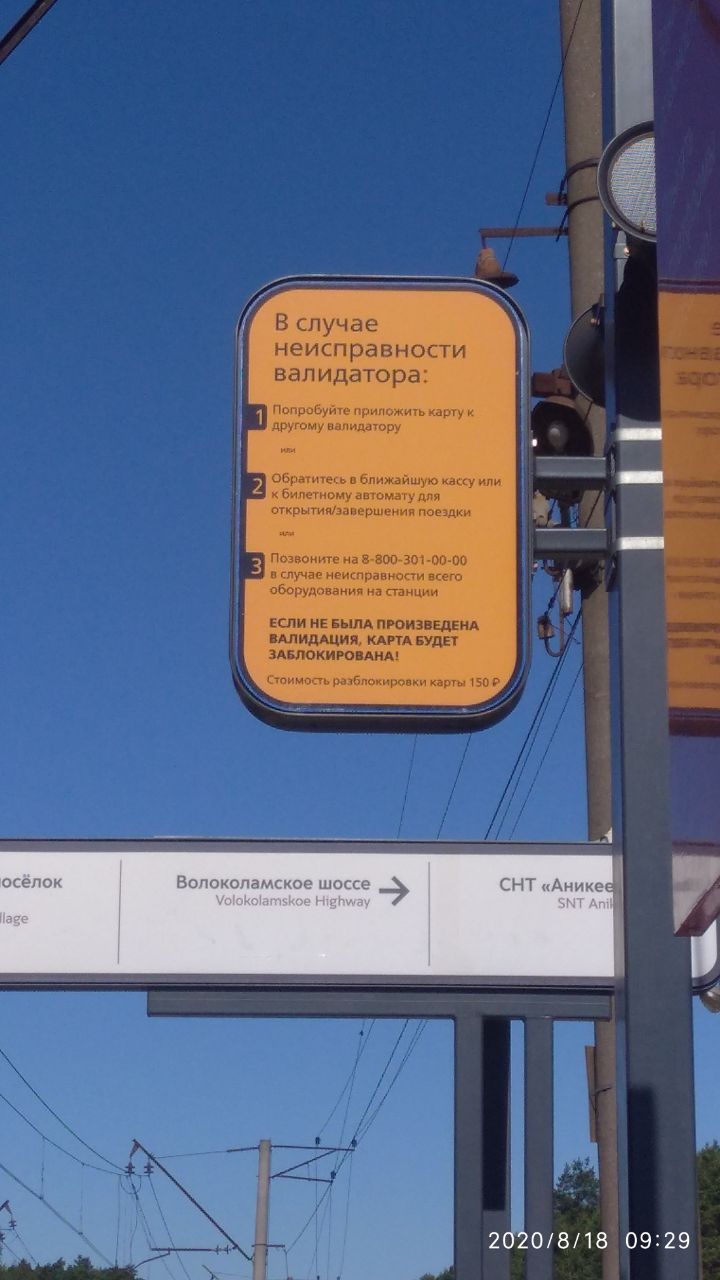 В случае
неисправности
валидатора:
1 Попробуйте приложить карту к
другому валидатору
или
2 Обратитесь в ближайшую кассу или
к билетному автомату для
открытия/завершения поездки
или
3 Позвоните на 8-800-301-00-00
в случае неисправности всего
оборудования на станции
ЕСЛИ НЕ БЫЛА ПРОИЗВЕДЕНА
ВАЛИДАЦИЯ, КАРТА БУДЕТ
ЗАБЛОКИРОВАНА!
Стоимость разблокировки карты 150 ₽
осёлок
llage
Волоколамское шоссе →
Volokolamskoe Highway
СНТ «Аникее
SNT Anik
2020/8/18 09:29